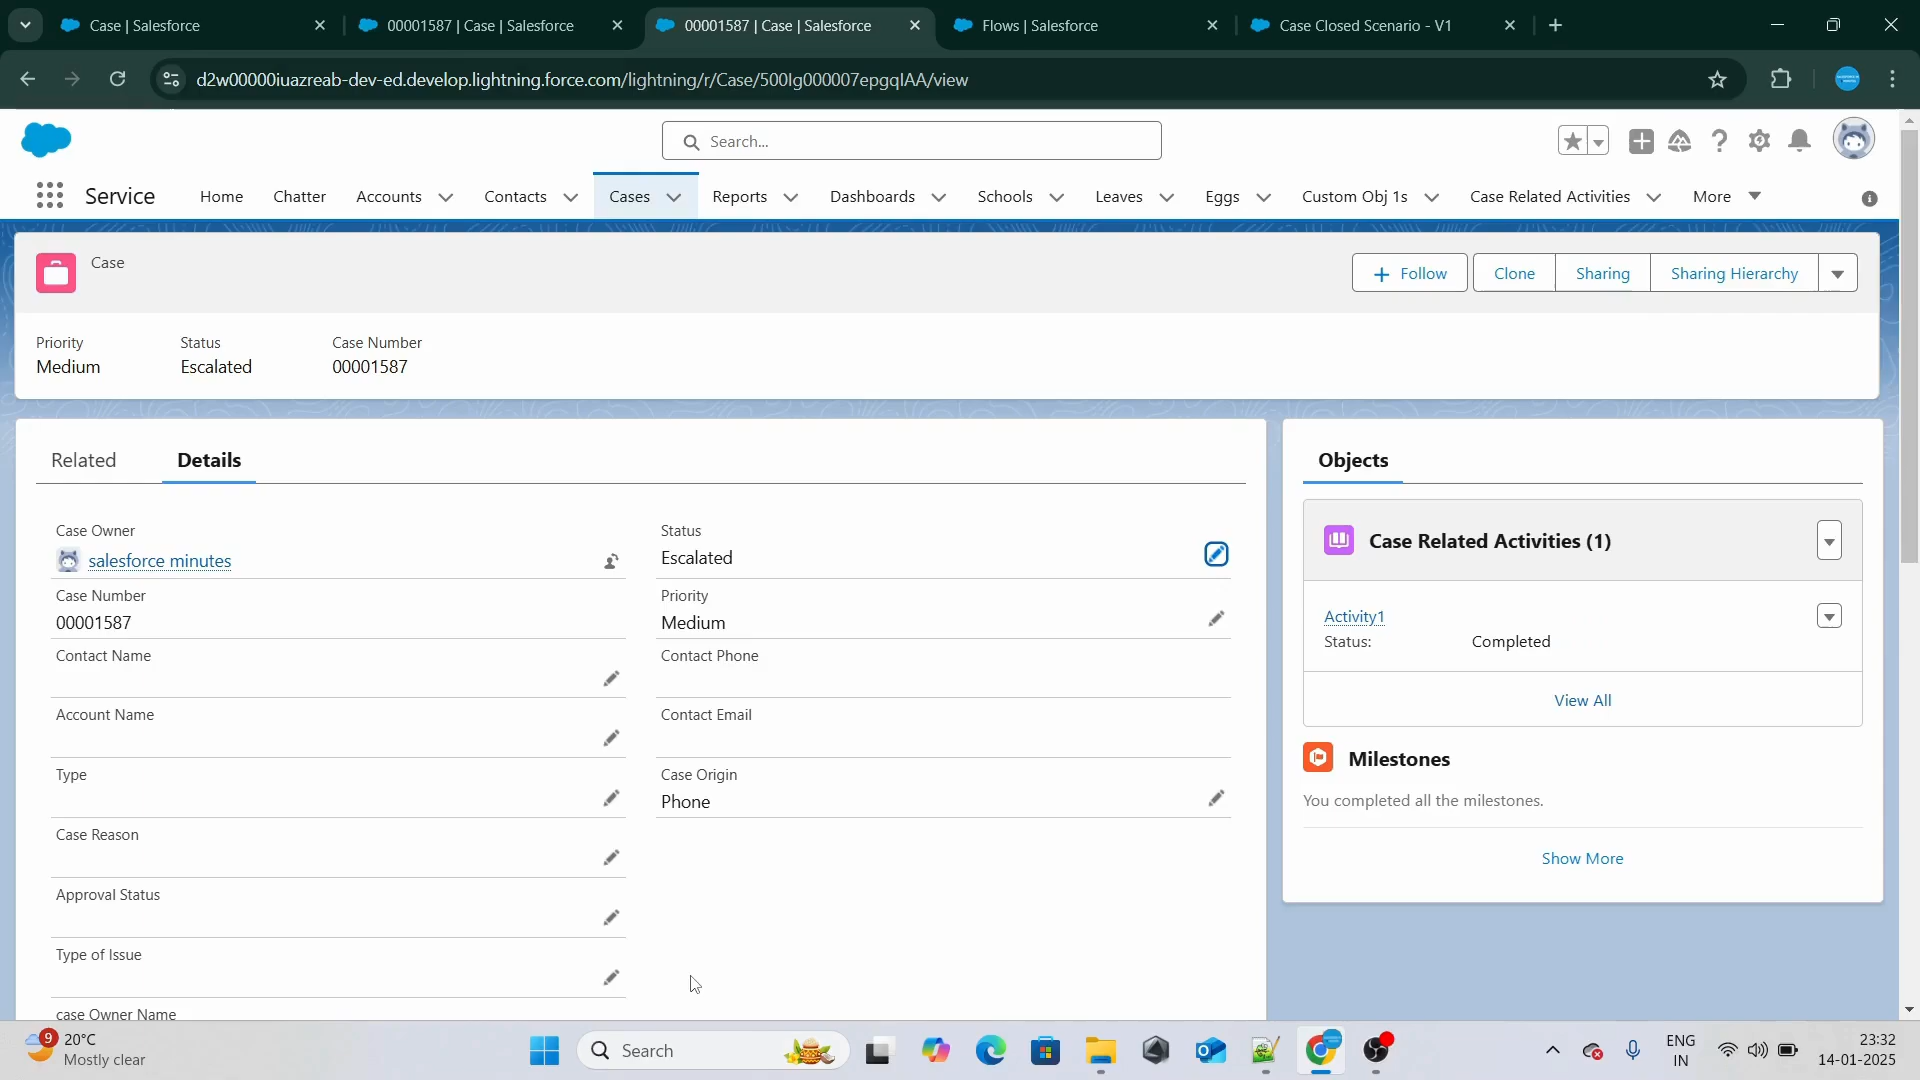 Case | Salesforce
00001587 | Case | Salesforce
00001587 | Case | Salesforce
Flows | Salesforce
Case Closed Scenario - V1
d2w00000iuazreab-dev-ed.develop.lightning.force.com/lightning/r/Case/500Ig000007epgqIAA/view
Search...
Service
Home
Chatter
Accounts
Contacts
Cases
Reports
Dashboards
Schools
Leaves
Eggs
Custom Obj 1s
Case Related Activities
More
Case
Follow
Clone
Sharing
Sharing Hierarchy
Priority
Medium
Status
Escalated
Case Number
00001587
Related
Details
Case Owner
salesforce minutes
Case Number
00001587
Contact Name
Account Name
Type
Case Reason
Approval Status
Type of Issue
case Owner Name
Status
Escalated
Priority
Medium
Contact Phone
Contact Email
Case Origin
Phone
Objects
Case Related Activities (1)
Activity1
Status: Completed
View All
Milestones
You completed all the milestones.
Show More
9
20°C
Mostly clear
Search
ENG
IN
23:32
14-01-2025